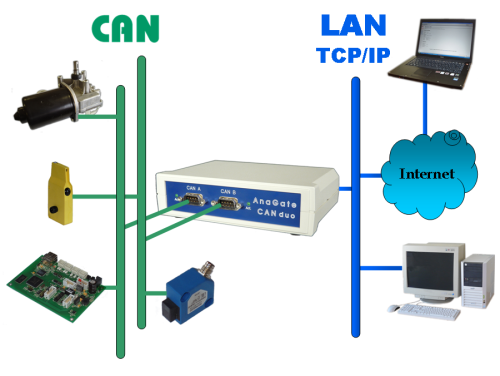 CAN
LAN
TCP/IP
CAN A
CAN B
AnaGate
CAN duo
Internet